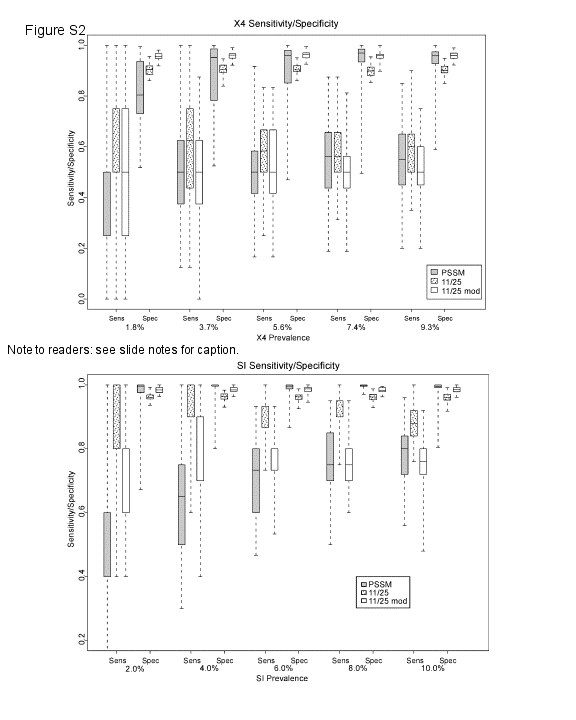 Figure S2
X4 Sensitivity/Specificity
Sensitivity/Specificity
1,0
0,8
0,6
0,4
0,2
0,0
PSSM
11/25
11/25 mod
Sens Spec Sens Spec Sens Spec Sens Spec Sens Spec
1.8% 3.7% 5.6% 7.4% 9.3%
X4 Prevalence
Note to readers: see slide notes for caption.
SI Sensitivity/Specificity
Sensitivity/Specificity
1,0
0,8
0,6
0,4
0,2
PSSM
11/25
11/25 mod
Sens Spec Sens Spec Sens Spec Sens Spec Sens Spec
2.0% 4.0% 6.0% 8.0% 10.0%
SI Prevalence